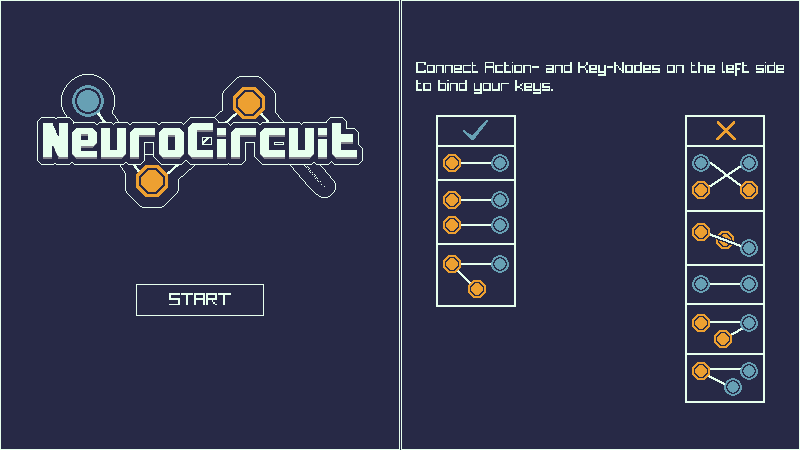 NeuroCircuit
START
Connect Action- and Key-Nodes on the left side
to bind your keys.